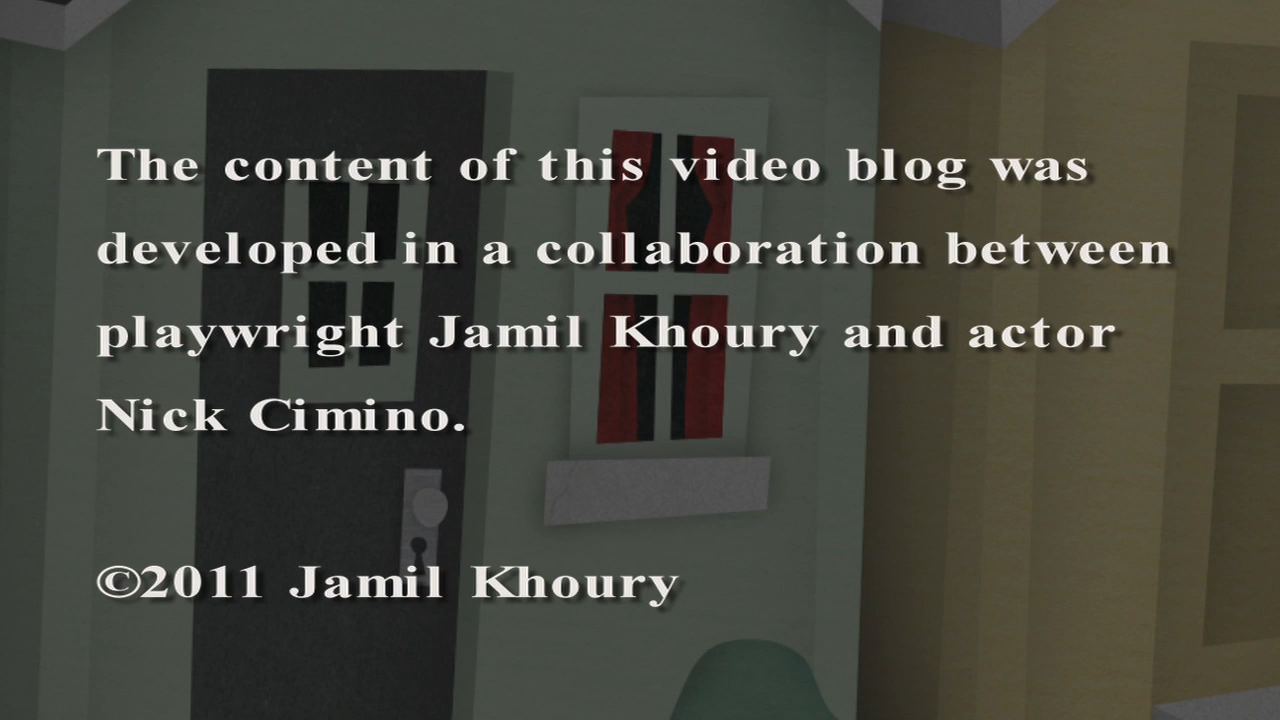 The content of this video blog was
developed in a collaboration between
playwright Jamil Khoury and actor
Nick Cimino.
©2011 Jamil Khoury